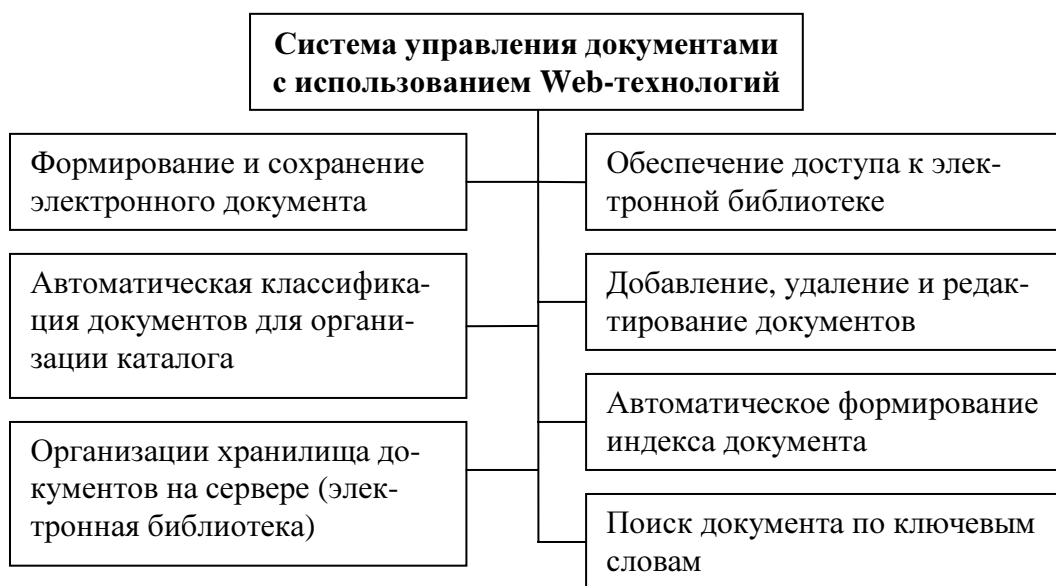 Система управления документами
с использованием Web-технологий
Формирование и сохранение
электронного документа
Автоматическая классифика-
ция документов для органи-
зации каталога
Организации хранилища до-
кументов на сервере (элек-
тронная библиотека)
Обеспечение доступа к элек-
тронной библиотеке
Добавление, удаление и редак-
тирование документов
Автоматическое формирование
индекса документа
Поиск документа по ключевым
словам